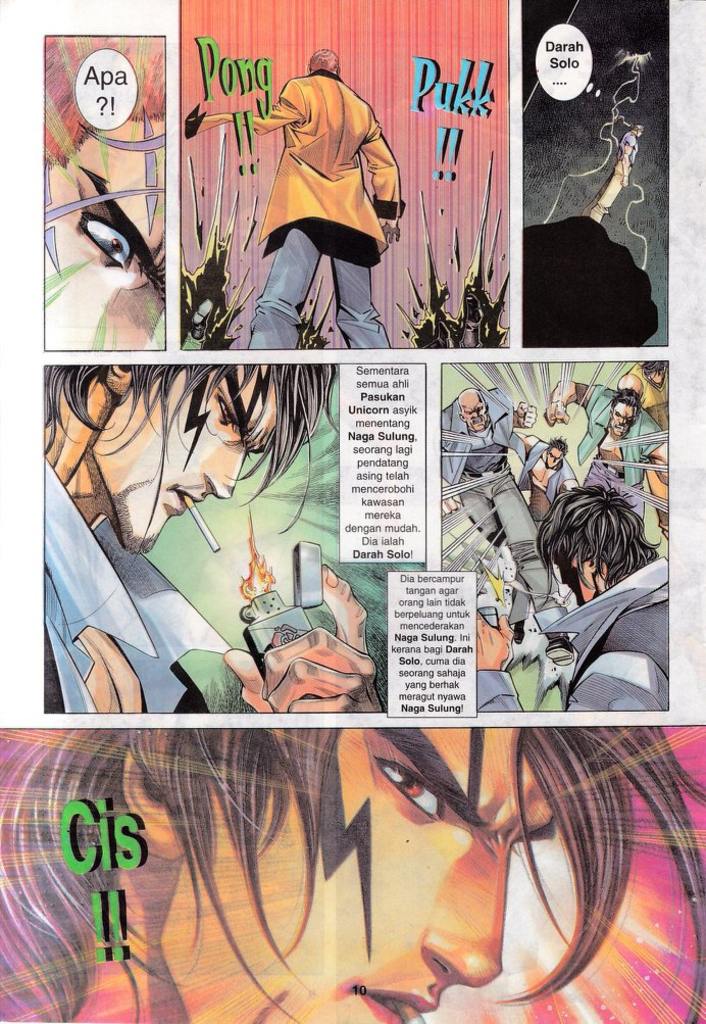 Apa
?!
Pong
!!
Pukk
!!
Darah
Solo
....
Sementara
semua ahli
Pasukan
Unicorn asyik
menentang
Naga Sulung,
seorang lagi
pendatang
asing telah
mencerobohi
kawasan
mereka
dengan mudah.
Dia ialah
Darah Solo!
Dia bercampur
tangan agar
orang lain tidak
berpeluang untuk
mencederakan
Naga Sulung. Ini
kerana bagi Darah
Solo, cuma dia
seorang sahaja
yang berhak
meragut nyawa
Naga Sulung!
Cis
!!
10